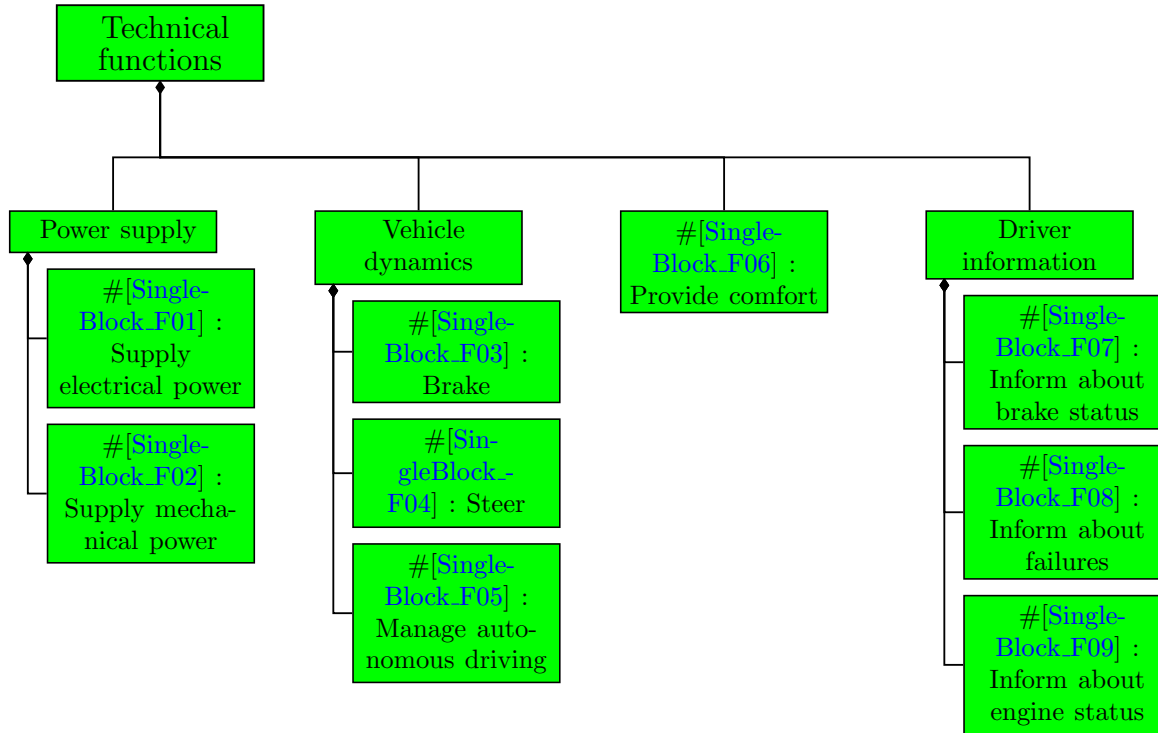 Technical
functions
Power supply
#[Single-
Block_F01] :
Supply
electrical power
#[Single-
Block_F02] :
Supply mecha-
nical power
Vehicle
dynamics
#[Single-
Block_F03] :
Brake
#[Sin-
gleBlock_-
F04] : Steer
#[Single-
Block_F05] :
Manage auto-
nomous driving
#[Single-
Block_F06] :
Provide comfort
Driver
information
#[Single-
Block_F07] :
Inform about
brake status
#[Single-
Block_F08] :
Inform about
failures
#[Single-
Block_F09] :
Inform about
engine status